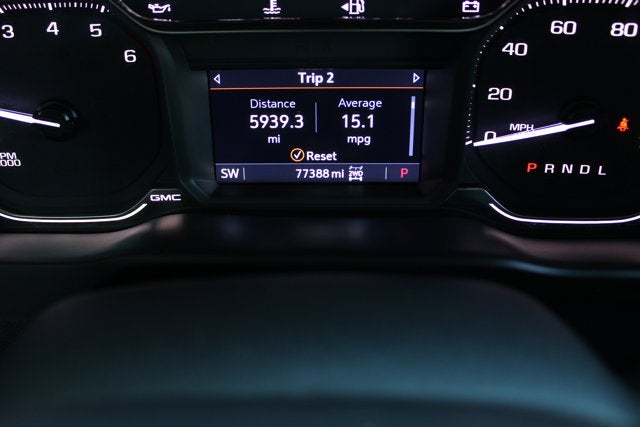 3 4 5 6
PM
000
GMC
Trip 2
Distance Average
5939.3 15.1
mi mpg
Reset
SW 77388 mi 2WD P
0 20 40 60 80
MPH
P R N D L